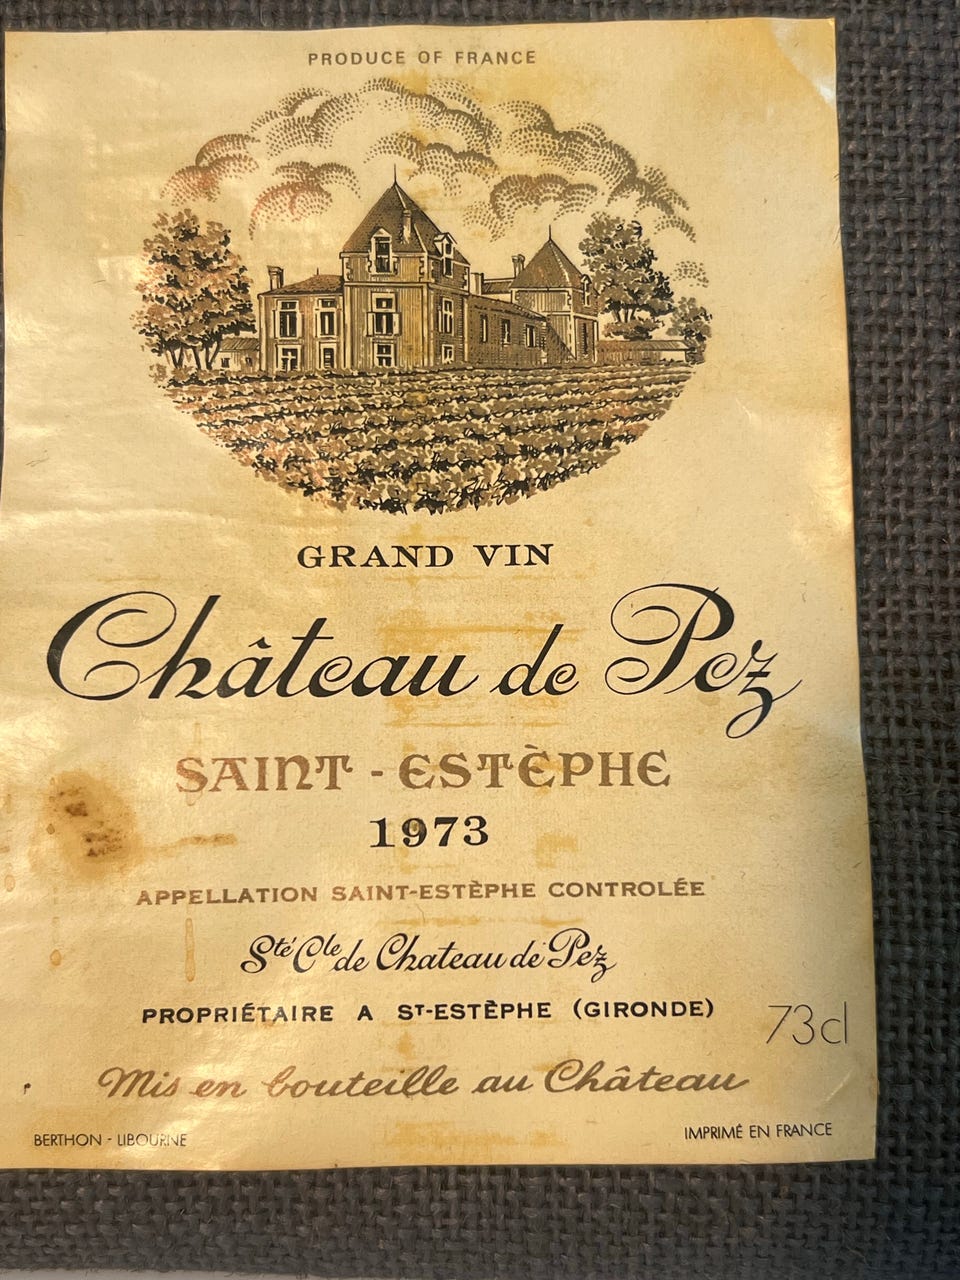 PRODUCE OF FRANCE
GRAND VIN
Château de Pez
SAINT-ESTÈPHE
1973
APPELLATION SAINT-ESTÈPHE CONTROLÉE
Sté Cle de Chateau de Pez
PROPRIÉTAIRE A ST-ESTÈPHE (GIRONDE)
73cl
Mis en bouteille au Château
BERTHON - LIBOURNE
IMPRIMÉ EN FRANCE